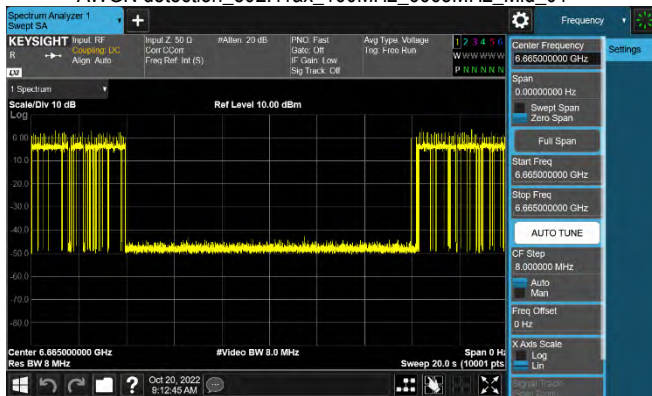 Spectrum Analyzer 1
Swept SA
Frequency
KEYSIGHT
R
Input: RF
Coupling: DC
Align: Auto
Input Z: 50 Ω
Corr CCorr
Freq Ref: Int (S)
#Atten: 20 dB
PNO: Fast
Gate: Off
IF Gain: Low
Sig Track: Off
Avg Type: Voltage
Trig: Free Run
1 2 3 4 5 6
W W W W W W
P N N N N N
Center Frequency
6.665000000 GHz
Settings
Span
0.00000000 Hz
Swept Span
Zero Span
Full Span
Start Freq
6.665000000 GHz
Stop Freq
6.665000000 GHz
AUTO TUNE
CF Step
8.000000 MHz
Auto
Man
Freq Offset
0 Hz
X Axis Scale
Log
Lin
1 Spectrum
Scale/Div 10 dB
Ref Level 10.00 dBm
Log
0.00
-10.0
-20.0
-30.0
-40.0
-50.0
-60.0
-70.0
-80.0
Center 6.665000000 GHz
#Video BW 8.0 MHz
Span 0 Hz
Res BW 8 MHz
Sweep 20.0 s (10001 pts
?
Oct 20, 2022
9:12:45 AM